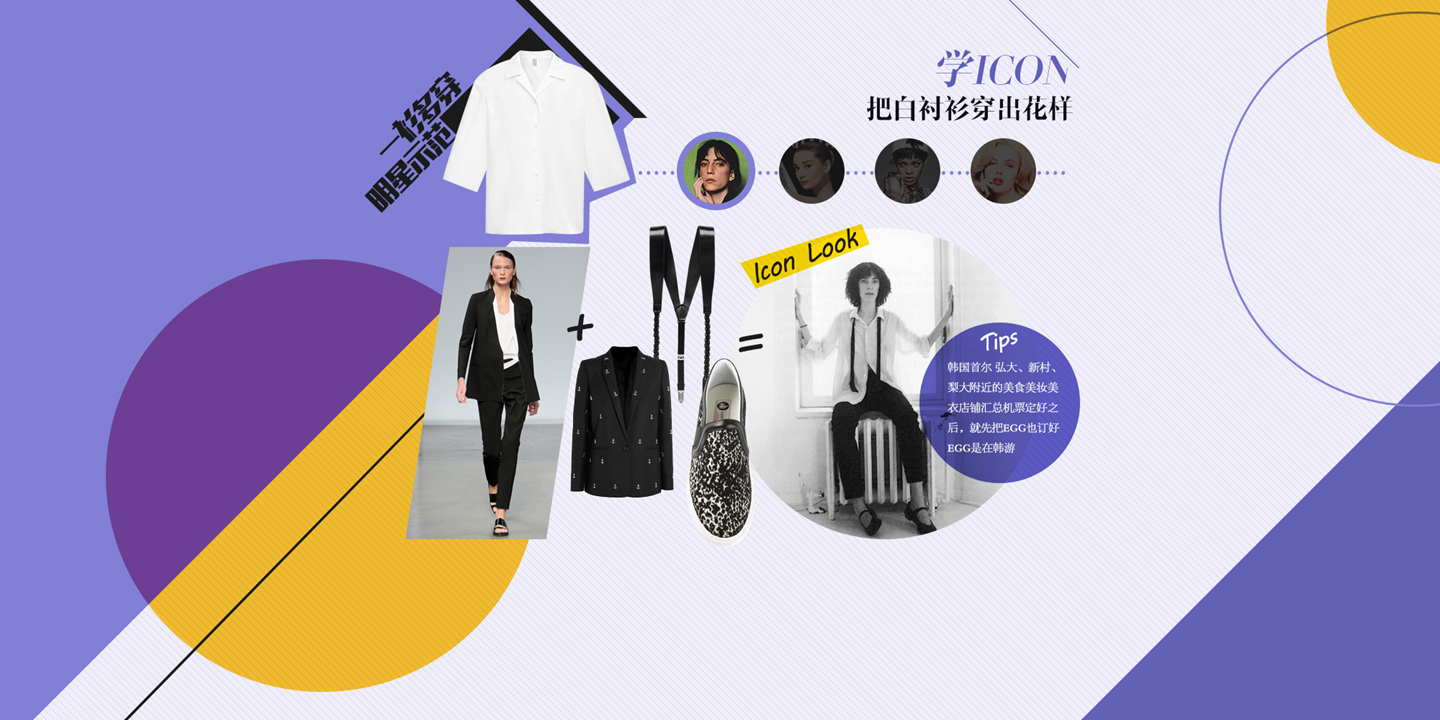 一衫多穿
明星示范
学ICON
把白衬衫穿出花样
Icon Look
+
=
Tips
韩国首尔 弘大、新村、
梨大附近的美食美妆美
衣店铺汇总机票定好之
后，就先把EGG也订好
EGG是在韩游